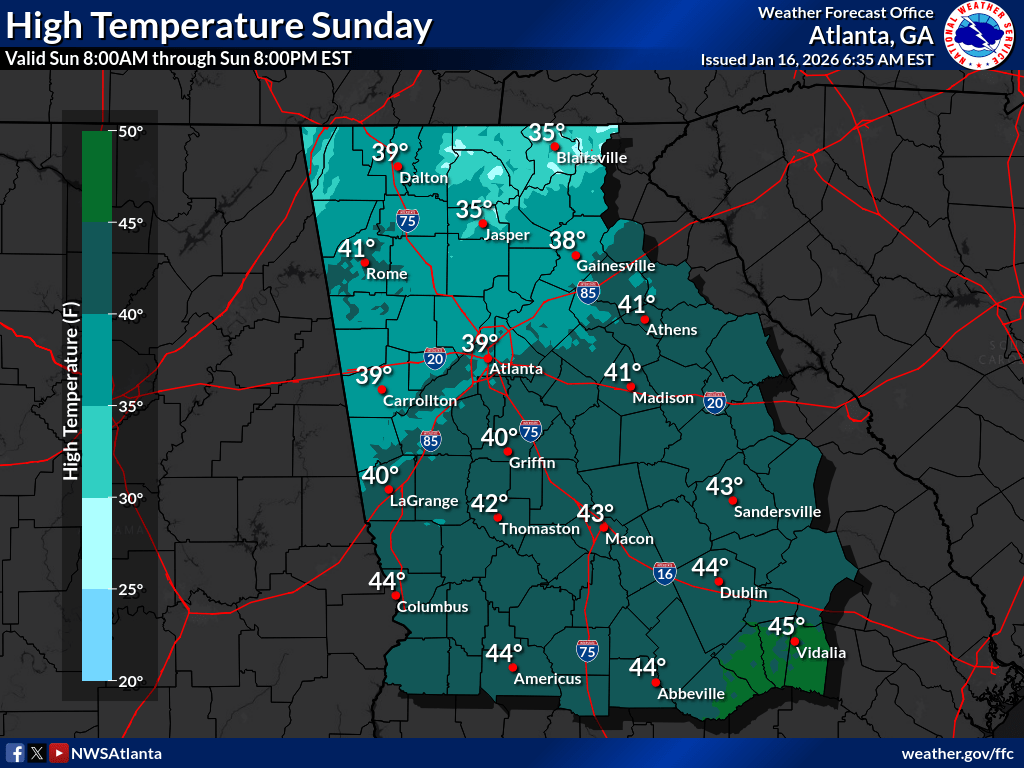 High Temperature Sunday
Valid Sun 8:00AM through Sun 8:00PM EST
Weather Forecast Office
Atlanta, GA
Issued Jan 16, 2026 6:35 AM EST
NATIONAL WEATHER SERVICE
High Temperature (F)
50°
45°
40°
35°
30°
25°
20°
35°
Blairsville
39°
Dalton
35°
Jasper
75
41°
Rome
38°
Gainesville
85
41°
Athens
39°
Atlanta
20
39°
Carrollton
41°
Madison
20
85
40°
Griffin
75
40°
LaGrange
42°
Thomaston
43°
Macon
43°
Sandersville
16
44°
Dublin
44°
Columbus
45°
Vidalia
44°
Americus
75
44°
Abbeville
NWSAtlanta
weather.gov/ffc